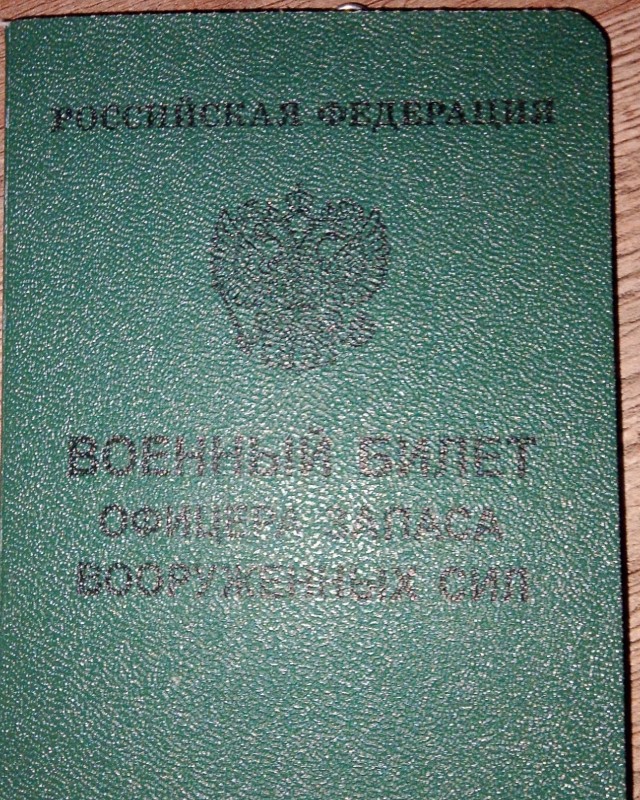 РОССИЙСКАЯ ФЕДЕРАЦИЯ
ВОЕННЫЙ БИЛЕТ
ОФИЦЕРА ЗАПАСА
ВООРУЖЕННЫХ СИЛ